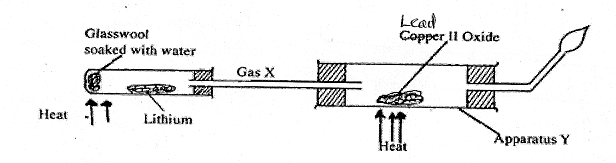 Glasswool
soaked with water
Lead
Copper II Oxide
Gas X
Heat
Lithium
Heat
Apparatus Y